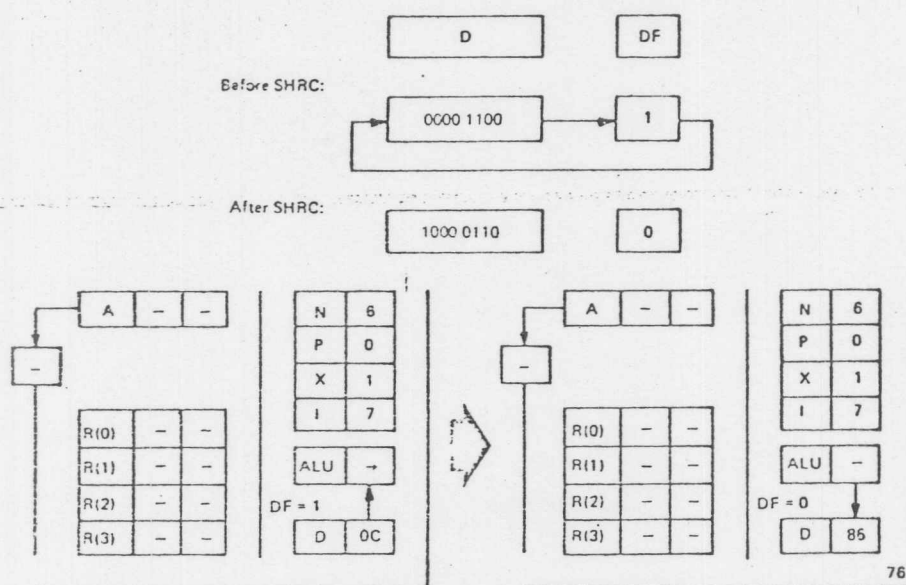 D DF
Before SHRC:
0000 1100 1
After SHRC:
1000 0110 0
A - -
-
R(0) - -
R(1) - -
R(2) - -
R(3) - -
N 6
P 0
X 1
I 7
ALU →
DF = 1
D 0C
A - -
-
R(0) - -
R(1) - -
R(2) - -
R(3) - -
N 6
P 0
X 1
I 7
ALU -
DF = 0
D 86
76